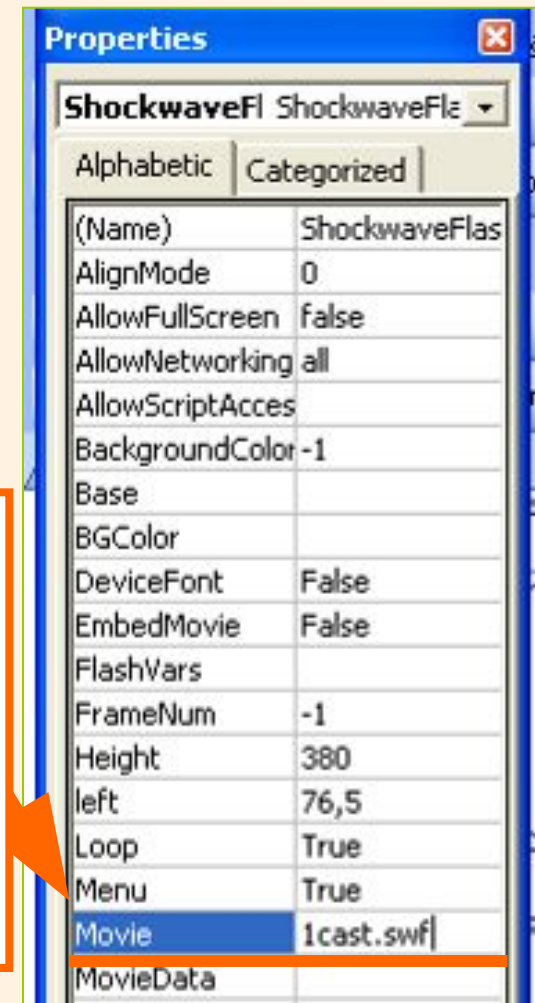 Properties
ShockwaveFl ShockwaveFla
Alphabetic Categorized
(Name) ShockwaveFlas
AlignMode 0
AllowFullScreen false
AllowNetworking all
AllowScriptAcces
BackgroundColor -1
Base
BGColor
DeviceFont False
EmbedMovie False
FlashVars
FrameNum -1
Height 380
left 76,5
Loop True
Menu True
Movie 1cast.swf
MovieData